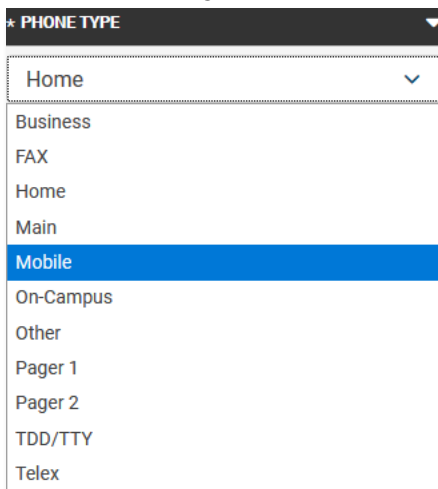 * PHONE TYPE
Home
Business
FAX
Home
Main
Mobile
On-Campus
Other
Pager 1
Pager 2
TDD/TTY
Telex